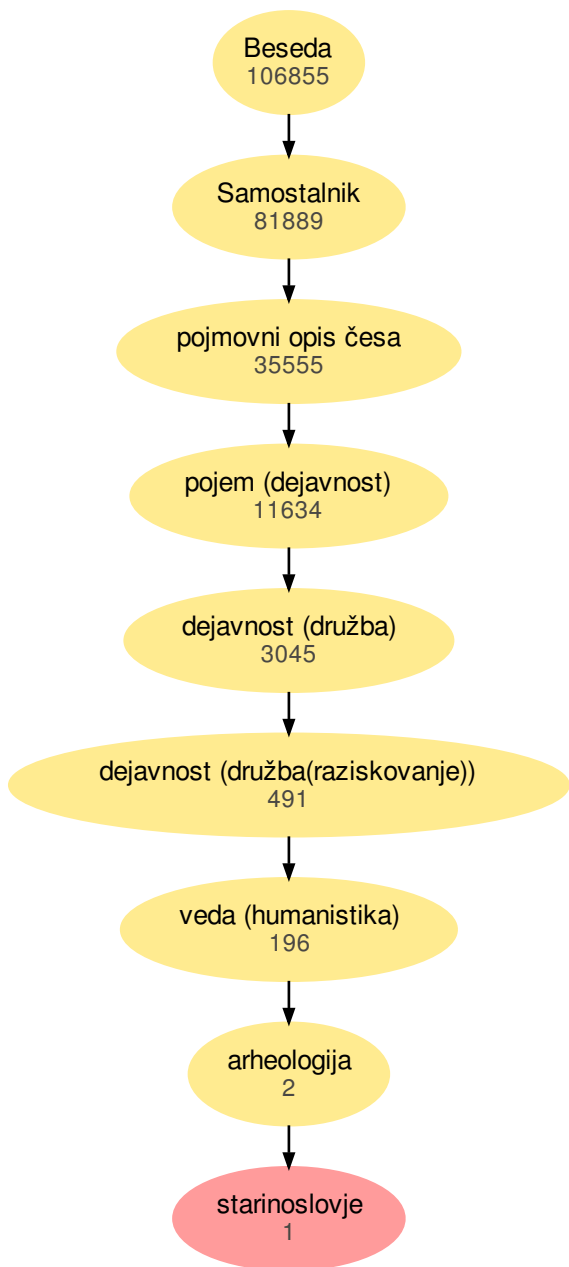 Beseda
106855
Samostalnik
81889
pojmovni opis česa
35555
pojem (dejavnost)
11634
dejavnost (družba)
3045
dejavnost (družba(raziskovanje))
491
veda (humanistika)
196
arheologija
2
starinoslovje
1